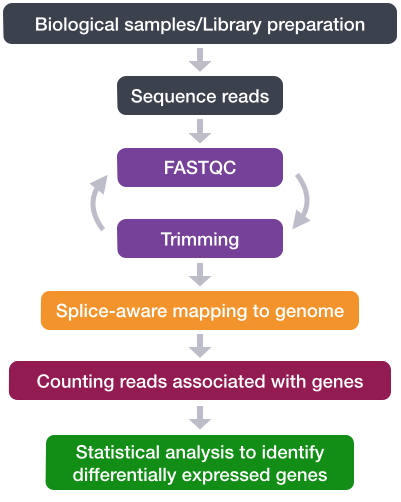 Biological samples/Library preparation
Sequence reads
FASTQC
Trimming
Splice-aware mapping to genome
Counting reads associated with genes
Statistical analysis to identify
differentially expressed genes